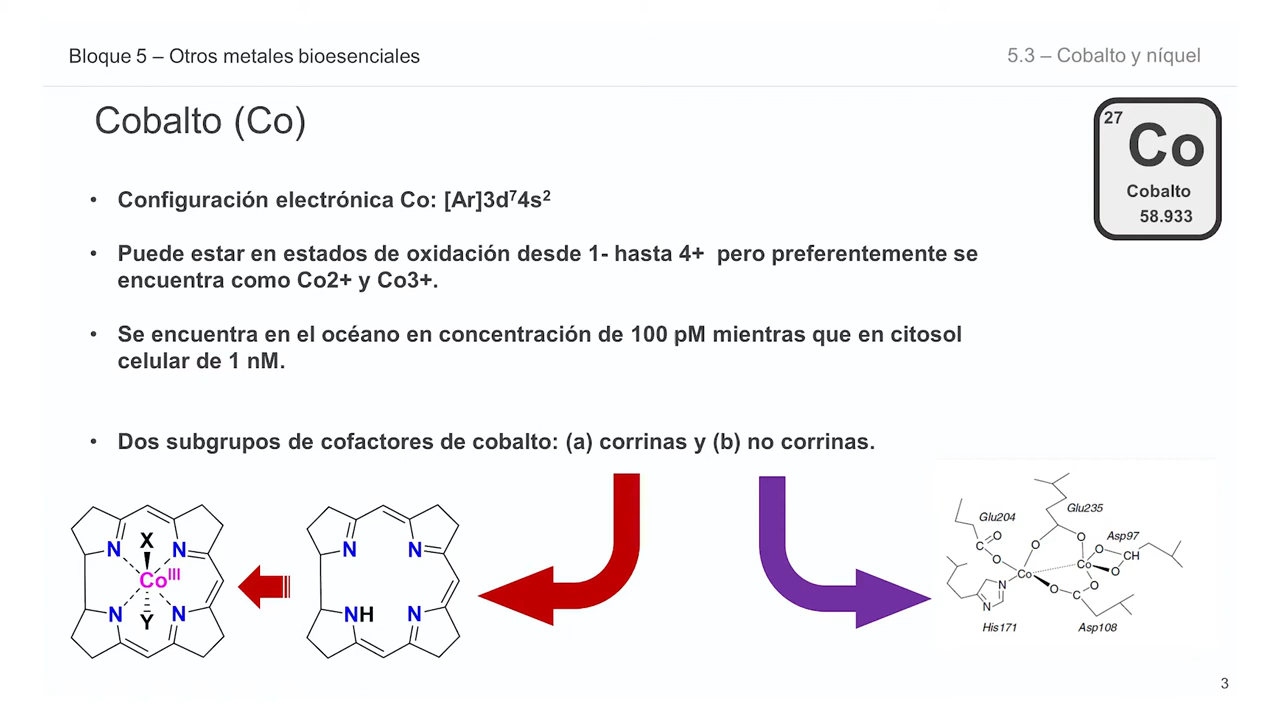 Bloque 5 – Otros metales bioesenciales
5.3 – Cobalto y níquel
Cobalto (Co)
27
Co
Cobalto
58.933
• Configuración electrónica Co: [Ar]3d⁷4s²
• Puede estar en estados de oxidación desde 1- hasta 4+ pero preferentemente se
encuentra como Co2+ y Co3+.
• Se encuentra en el océano en concentración de 100 pM mientras que en citosol
celular de 1 nM.
• Dos subgrupos de cofactores de cobalto: (a) corrinas y (b) no corrinas.
N
X
N
Coᴵᴵᴵ
N
Y
N
N
N
NH
N
Glu204
Glu235
Asp97
C
O
O
O
O
O
CH
O
Co
Co
N
O
C
O
N
His171
Asp108
3